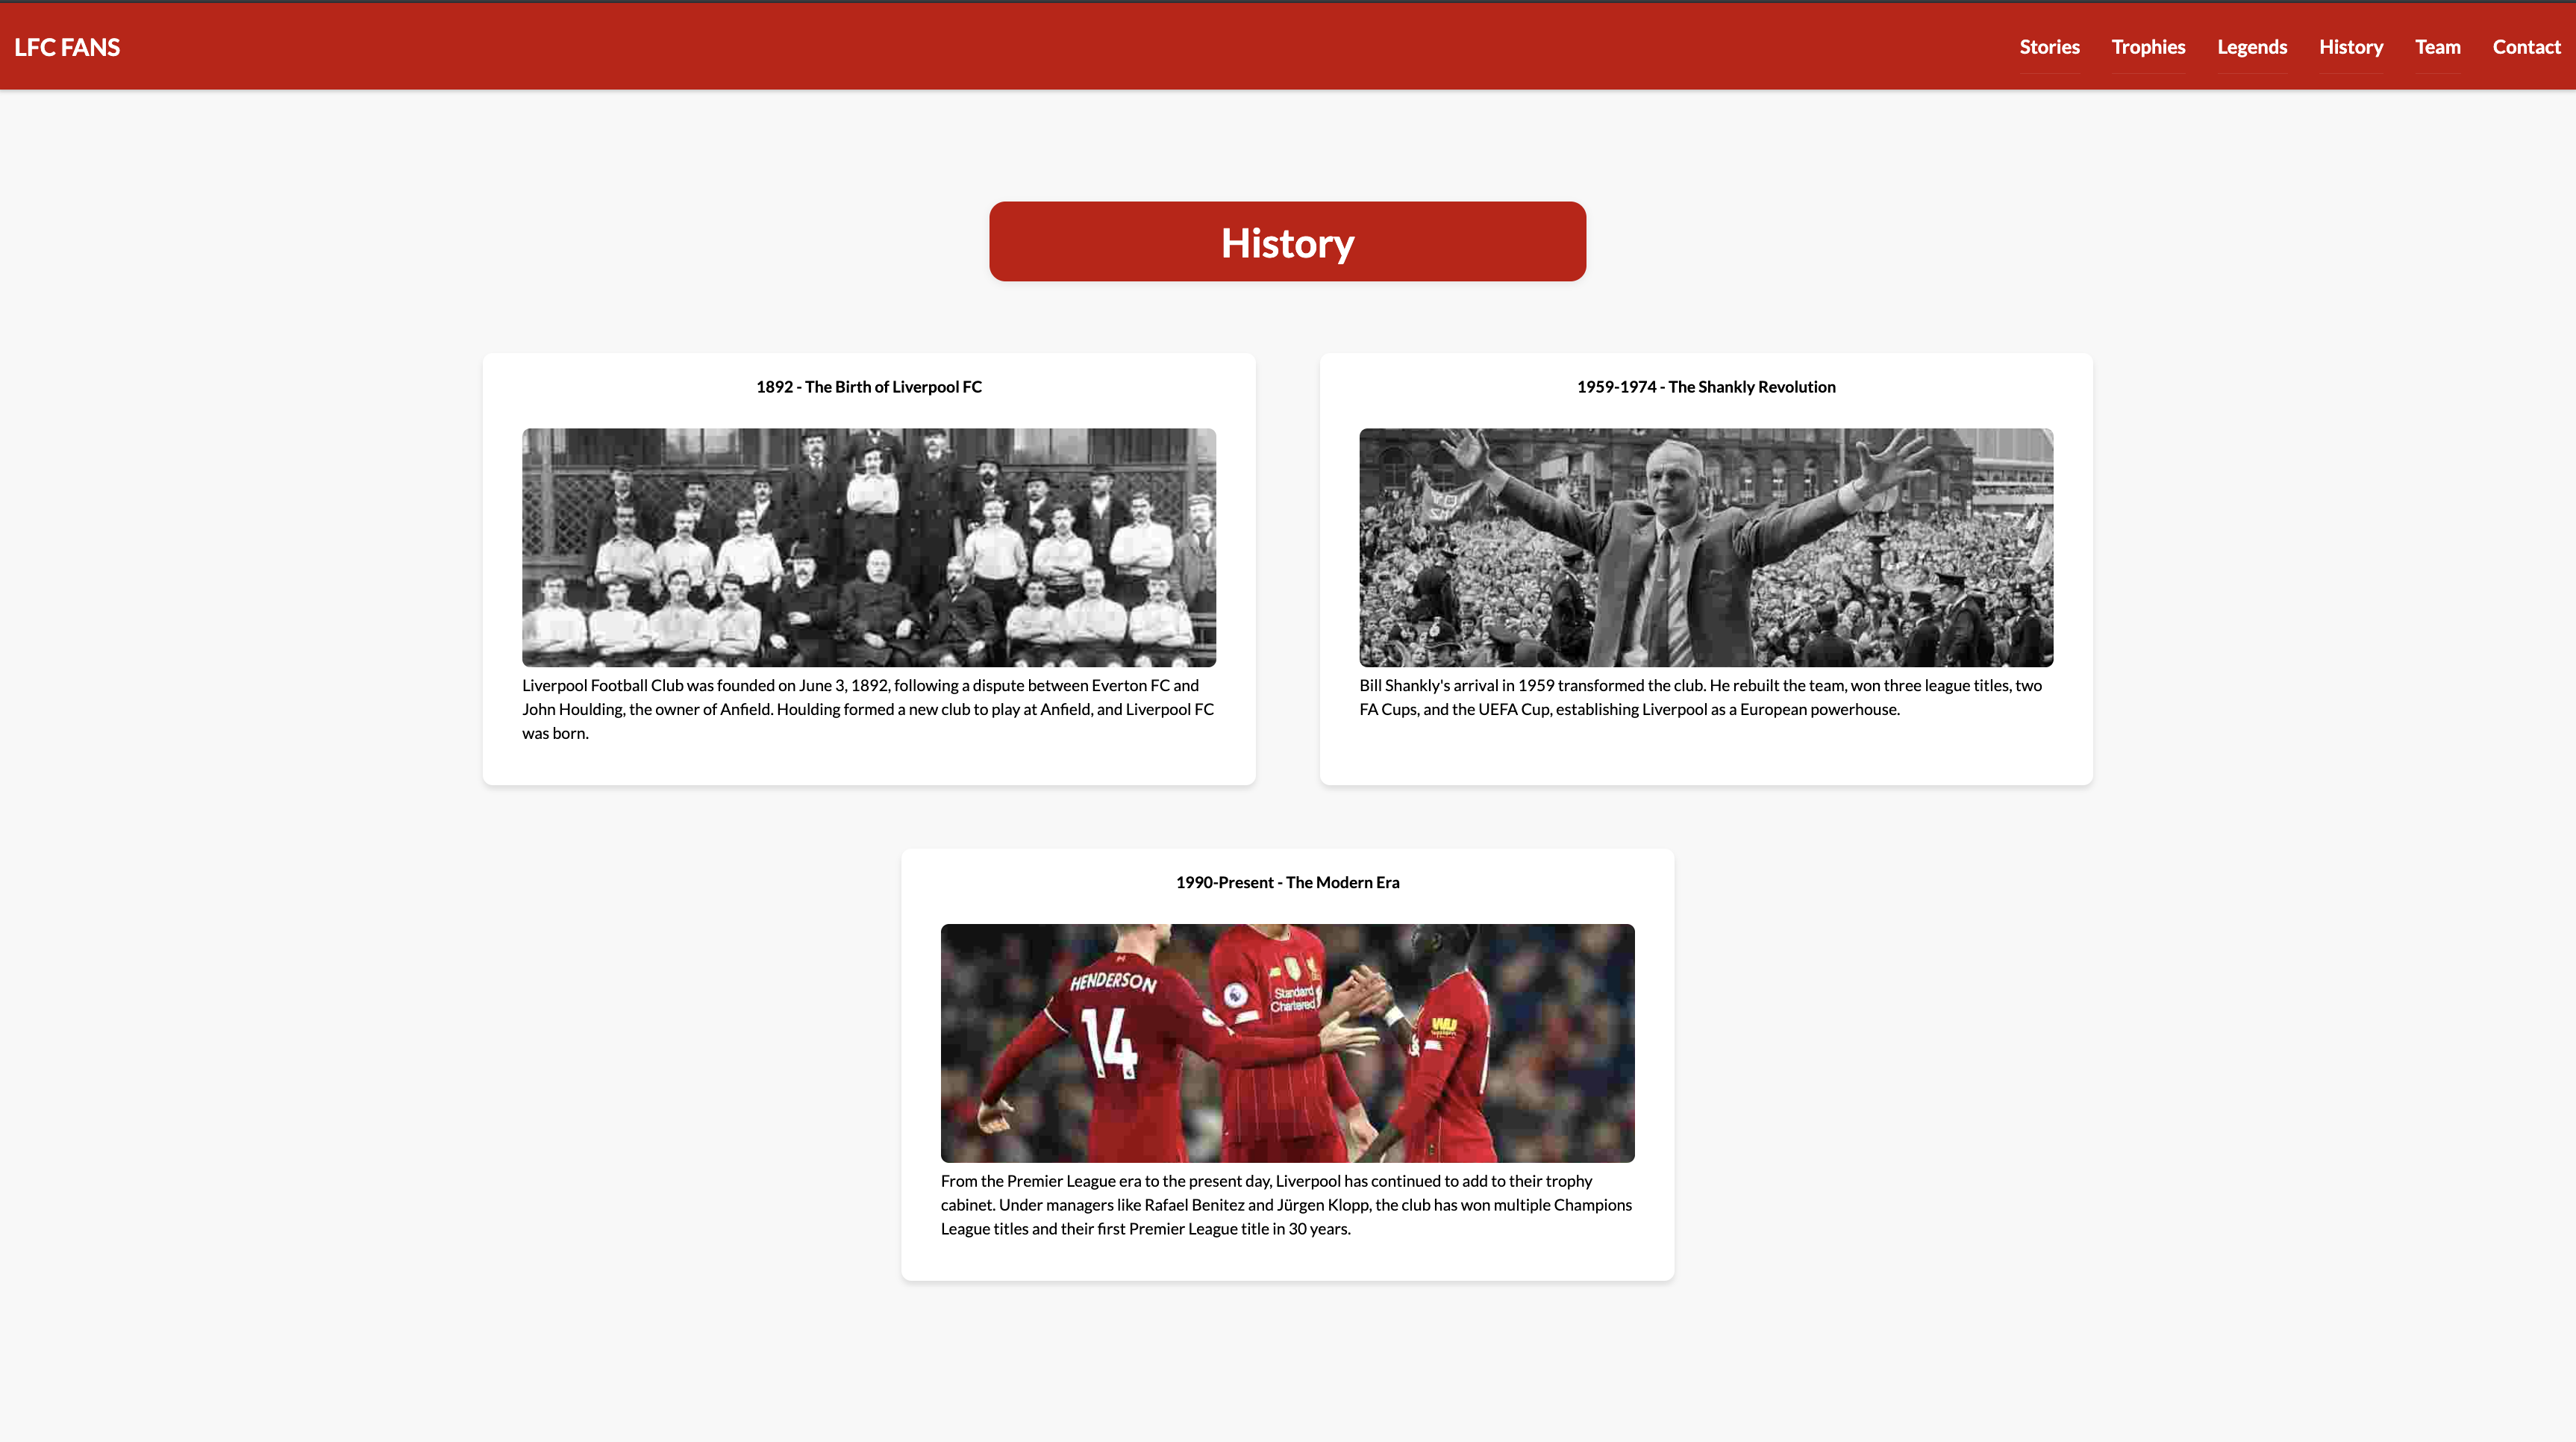 LFC FANS
Stories
Trophies
Legends
History
Team
Contact
History
1892 - The Birth of Liverpool FC
Liverpool Football Club was founded on June 3, 1892, following a dispute between Everton FC and
John Houlding, the owner of Anfield. Houlding formed a new club to play at Anfield, and Liverpool FC
was born.
1959-1974 - The Shankly Revolution
Bill Shankly's arrival in 1959 transformed the club. He rebuilt the team, won three league titles, two
FA Cups, and the UEFA Cup, establishing Liverpool as a European powerhouse.
1990-Present - The Modern Era
HENDERSON
14
Standard
Chartered
WU
From the Premier League era to the present day, Liverpool has continued to add to their trophy
cabinet. Under managers like Rafael Benitez and Jürgen Klopp, the club has won multiple Champions
League titles and their first Premier League title in 30 years.